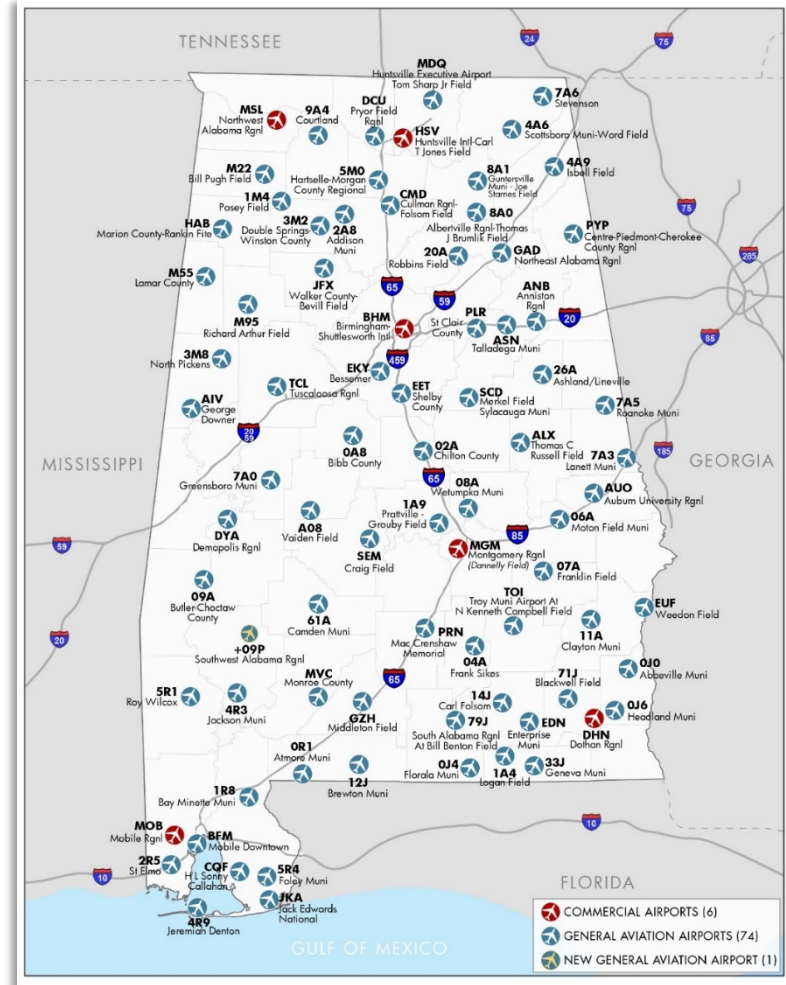 TENNESSEE
24
75
MDQ
Huntsville Executive Airport
Tom Sharp Jr Field
7A6
Stevenson
MSL
Northwest
Alabama Rgnl
9A4
Courtland
DCU
Pryor Field
Rgnl
HSV
Huntsville Intl-Carl
T Jones Field
4A6
Scottsboro Muni-Word Field
4A9
Isbell Field
M22
Bill Pugh Field
5M0
Hartselle-Morgan
County Regional
8A1
Guntersville
Muni - Joe
Starnes Field
1M4
Posey Field
CMD
Cullman Rgnl-
Folsom Field
75
HAB
Marion County-Rankin Fite
3M2
Double Springs-
Winston County
2A8
Addison
Muni
8A0
Albertville Rgnl-Thomas
J Brumlik Field
PYP
Centre-Piedmont-Cherokee
County Rgnl
20A
Robbins Field
GAD
Northeast Alabama Rgnl
285
M55
Lamar County
JFX
Walker County-
Bevill Field
65
59
ANB
Anniston
Rgnl
M95
Richard Arthur Field
BHM
Birmingham-
Shuttlesworth Intl
St Clair
County
PLR
20
ASN
Talladega Muni
85
3M8
North Pickens
459
EKY
Bessemer
26A
Ashland/Lineville
TCL
Tuscaloosa Rgnl
EET
Shelby
County
SCD
Merkel Field
Sylacauga Muni
7A5
Roanoke Muni
AIV
George
Downer
20
59
0A8
Bibb County
02A
Chilton County
ALX
Thomas C
Russell Field
7A3
Lanett Muni
185
MISSISSIPPI
GEORGIA
7A0
Greensboro Muni
65
08A
Wetumpka Muni
AUO
Auburn University Rgnl
DYA
Demopolis Rgnl
A08
Vaiden Field
1A9
Prattville -
Grouby Field
06A
Moton Field Muni
59
SEM
Craig Field
85
MGM
Montgomery Rgnl
(Dannelly Field)
07A
Franklin Field
09A
Butler-Choctaw
County
61A
Camden Muni
TOI
Troy Muni Airport At
N Kenneth Campbell Field
EUF
Weedon Field
20
+09P
Southwest Alabama Rgnl
PRN
Mac Crenshaw
Memorial
04A
Frank Sikes
11A
Clayton Muni
0J0
Abbeville Muni
5R1
Roy Wilcox
4R3
Jackson Muni
MVC
Monroe County
65
GZH
Middleton Field
14J
Carl Folsom
71J
Blackwell Field
0J6
Headland Muni
79J
South Alabama Rgnl
At Bill Benton Field
EDN
Enterprise
Muni
DHN
Dothan Rgnl
0R1
Atmore Muni
12J
Brewton Muni
0J4
Florala Muni
1A4
Logan Field
33J
Geneva Muni
1R8
Bay Minette Muni
10
MOB
Mobile Rgnl
BFM
Mobile Downtown
2R5
St Elmo
10
CQF
H L Sonny
Callahan
5R4
Foley Muni
JKA
Jack Edwards
National
4R9
Jeremiah Denton
FLORIDA
GULF OF MEXICO
COMMERCIAL AIRPORTS (6)
GENERAL AVIATION AIRPORTS (74)
NEW GENERAL AVIATION AIRPORT (1)